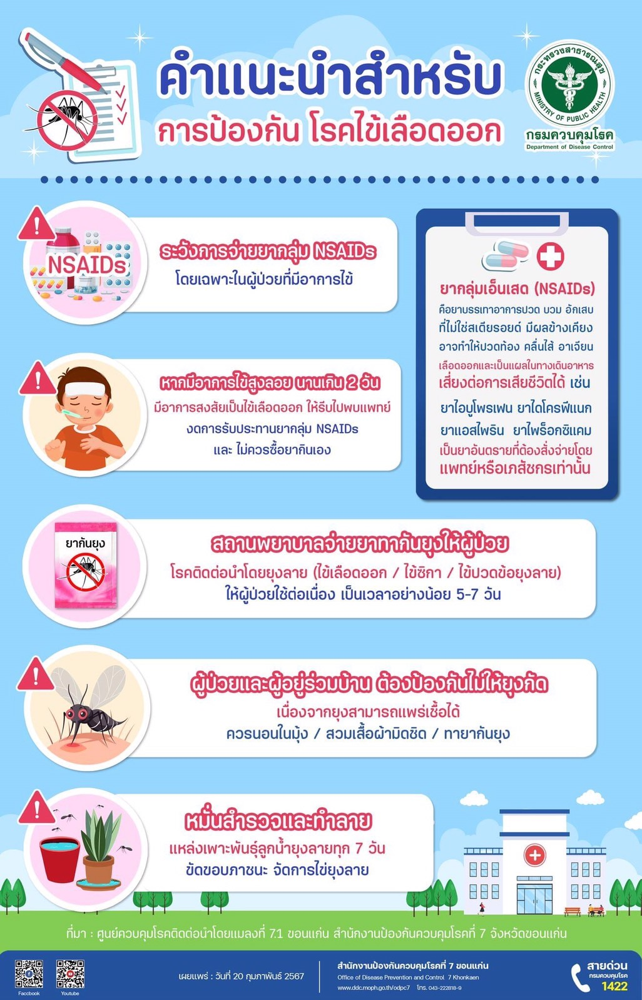 คำแนะนำสำหรับ
การป้องกัน โรคไข้เลือดออก
กระทรวงสาธารณสุข
MINISTRY OF PUBLIC HEALTH
กรมควบคุมโรค
Department of Disease Control
NSAIDs
ระวังการจ่ายยากลุ่ม NSAIDs
โดยเฉพาะในผู้ป่วยที่มีอาการไข้
ยากลุ่มเอ็นเสด (NSAIDs)
คือยาบรรเทาอาการปวด บวม อักเสบ
ที่ไม่ใช่สเตียรอยด์ มีผลข้างเคียง
อาจทำให้ปวดท้อง คลื่นไส้ อาเจียน
เลือดออกและเป็นแผลในทางเดินอาหาร
เสี่ยงต่อการเสียชีวิตได้ เช่น
ยาไอบูโพรเฟน ยาไดโครฟีแนก
ยาแอสไพริน ยาไพร็อกซิแคม
เป็นยาอันตรายที่ต้องสั่งจ่ายโดย
แพทย์หรือเภสัชกรเท่านั้น
หากมีอาการไข้สูงลอย นานเกิน 2 วัน
มีอาการสงสัยเป็นไข้เลือดออก ให้รีบไปพบแพทย์
งดการรับประทานยากลุ่ม NSAIDs
และ ไม่ควรซื้อยากินเอง
ยากันยุง
สถานพยาบาลจ่ายยาทากันยุงให้ผู้ป่วย
โรคติดต่อนำโดยยุงลาย (ไข้เลือดออก / ไข้ซิกา / ไข้ปวดข้อยุงลาย)
ให้ผู้ป่วยใช้ต่อเนื่อง เป็นเวลาอย่างน้อย 5-7 วัน
ผู้ป่วยและผู้อยู่ร่วมบ้าน ต้องป้องกันไม่ให้ยุงกัด
เนื่องจากยุงสามารถแพร่เชื้อได้
ควรนอนในมุ้ง / สวมเสื้อผ้ามิดชิด / ทายากันยุง
หมั่นสำรวจและทำลาย
แหล่งเพาะพันธุ์ลูกน้ำยุงลายทุก 7 วัน
ขัดขอบภาชนะ จัดการไข่ยุงลาย
ที่มา : ศูนย์ควบคุมโรคติดต่อนำโดยแมลงที่ 7.1 ขอนแก่น สำนักงานป้องกันควบคุมโรคที่ 7 จังหวัดขอนแก่น
Faccbook
Youtube
เผยแพร่ : วันที่ 20 กุมภาพันธ์ 2567
สำนักงานป้องกันควบคุมโรคที่ 7 ขอนแก่น
Office of Disease Prevention and Control 7 Khonkaen
www.ddc.moph.go.th/odpc7 โทร. 043-222818-9
สายด่วน
กรมควบคุมโรค
1422